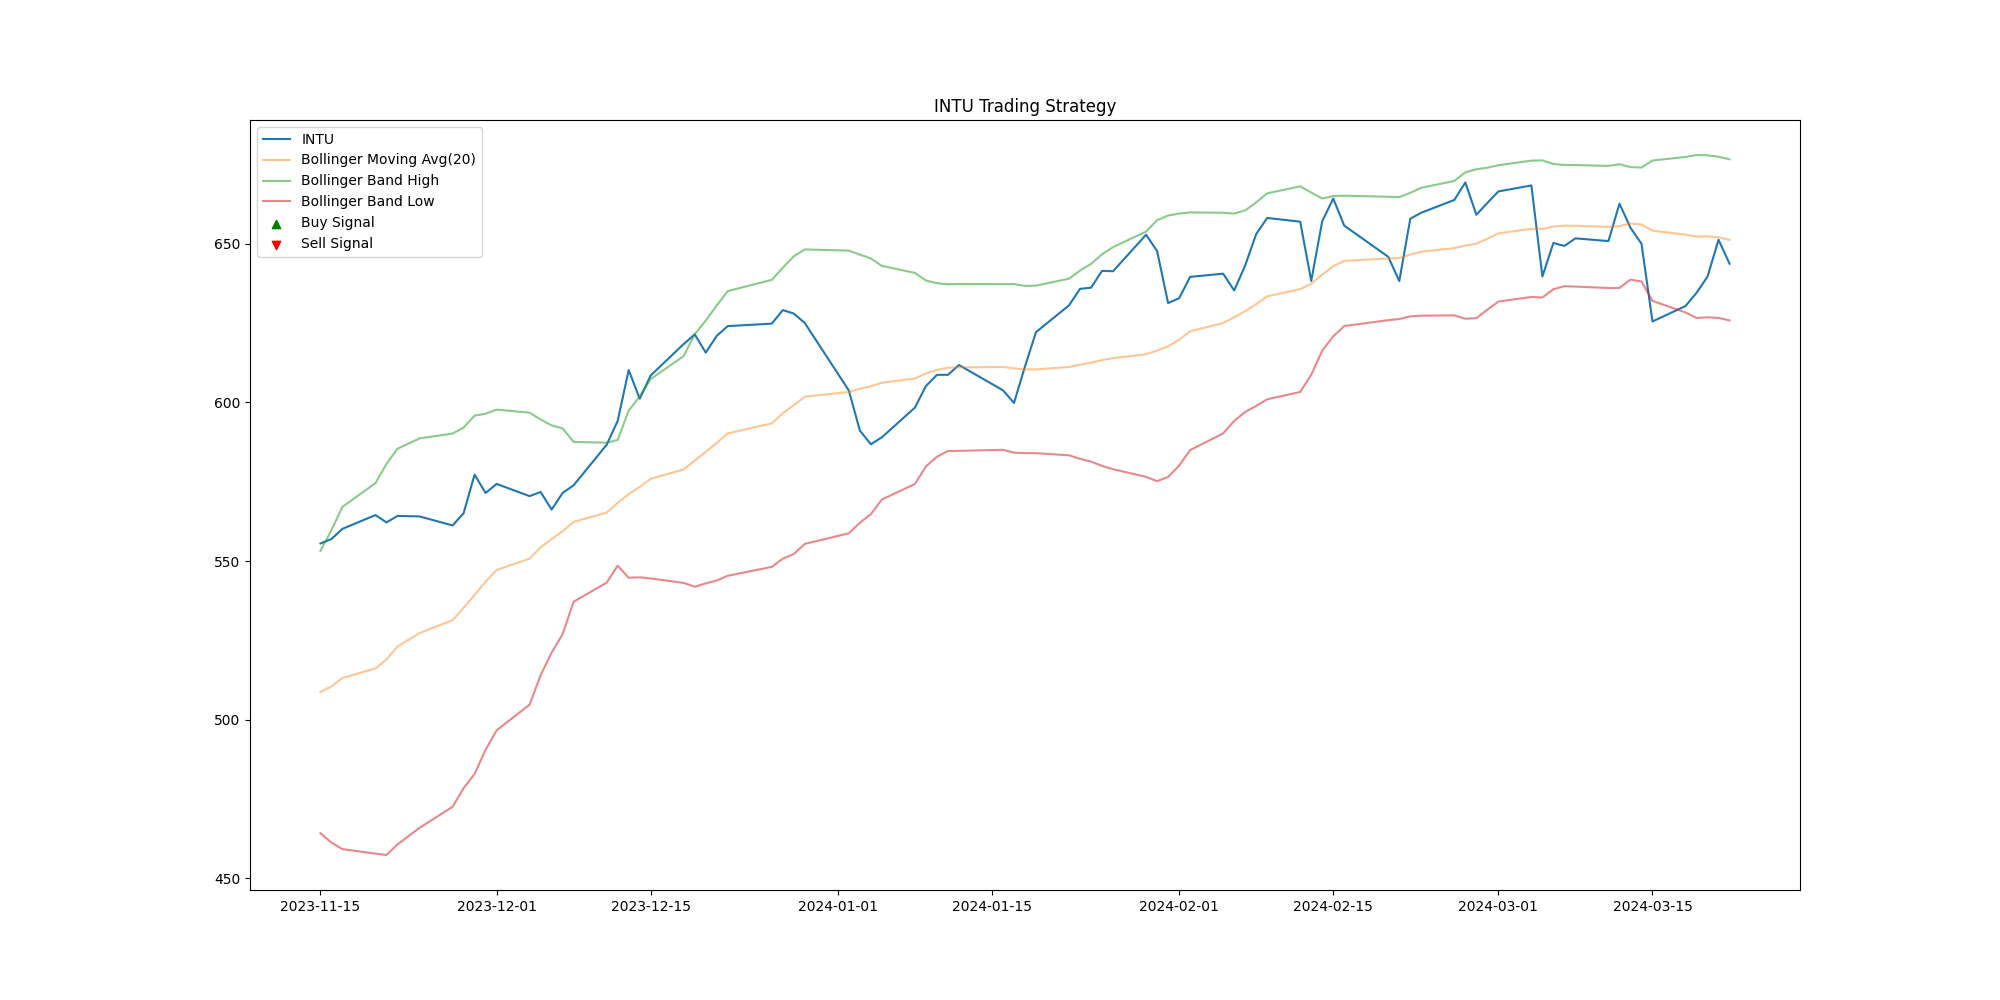 INTU Trading Strategy
INTU
Bollinger Moving Avg(20)
Bollinger Band High
Bollinger Band Low
Buy Signal
Sell Signal
650
600
550
500
450
2023-11-15 2023-12-01 2023-12-15 2024-01-01 2024-01-15 2024-02-01 2024-02-15 2024-03-01 2024-03-15